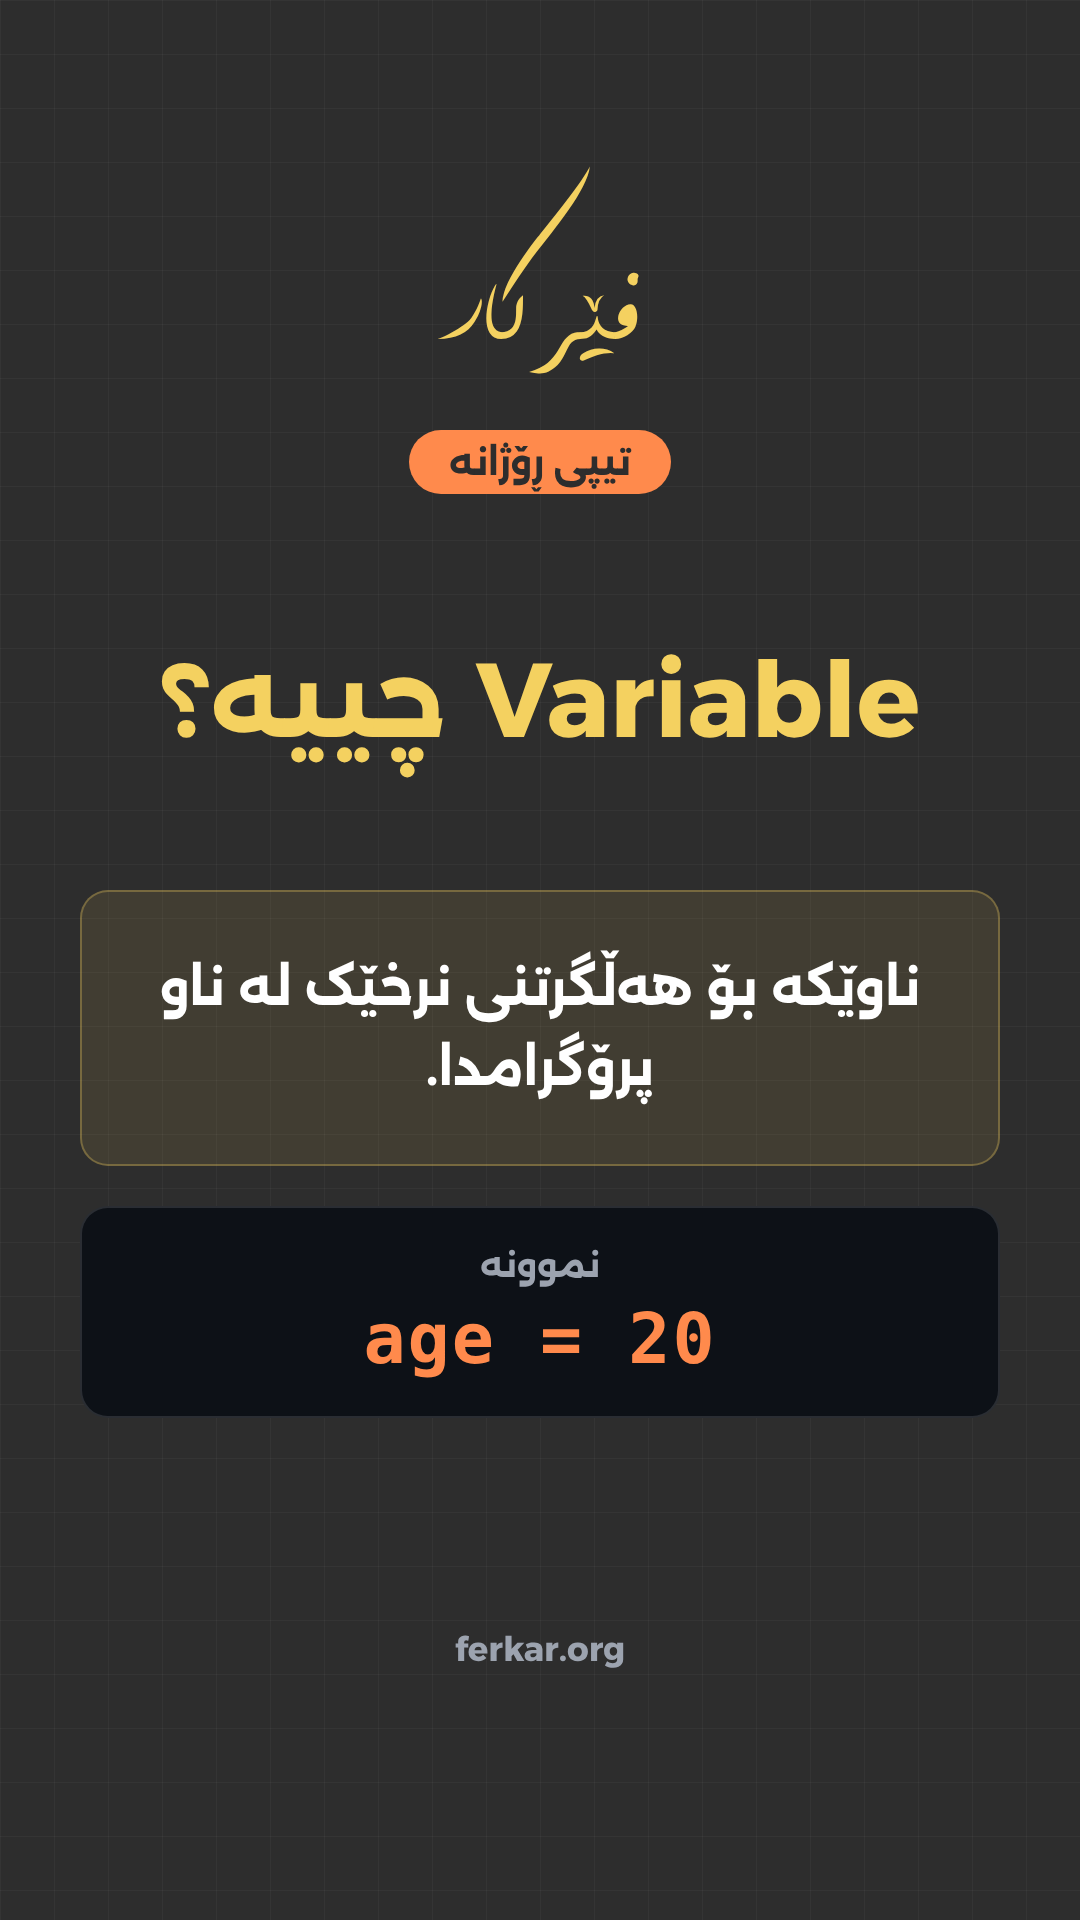 فێرکار
تیپی ڕۆژانە
Variable چییە؟
ناوێکە بۆ هەڵگرتنی نرخێک لە ناو
پرۆگرامدا.
نموونە
age = 20
ferkar.org